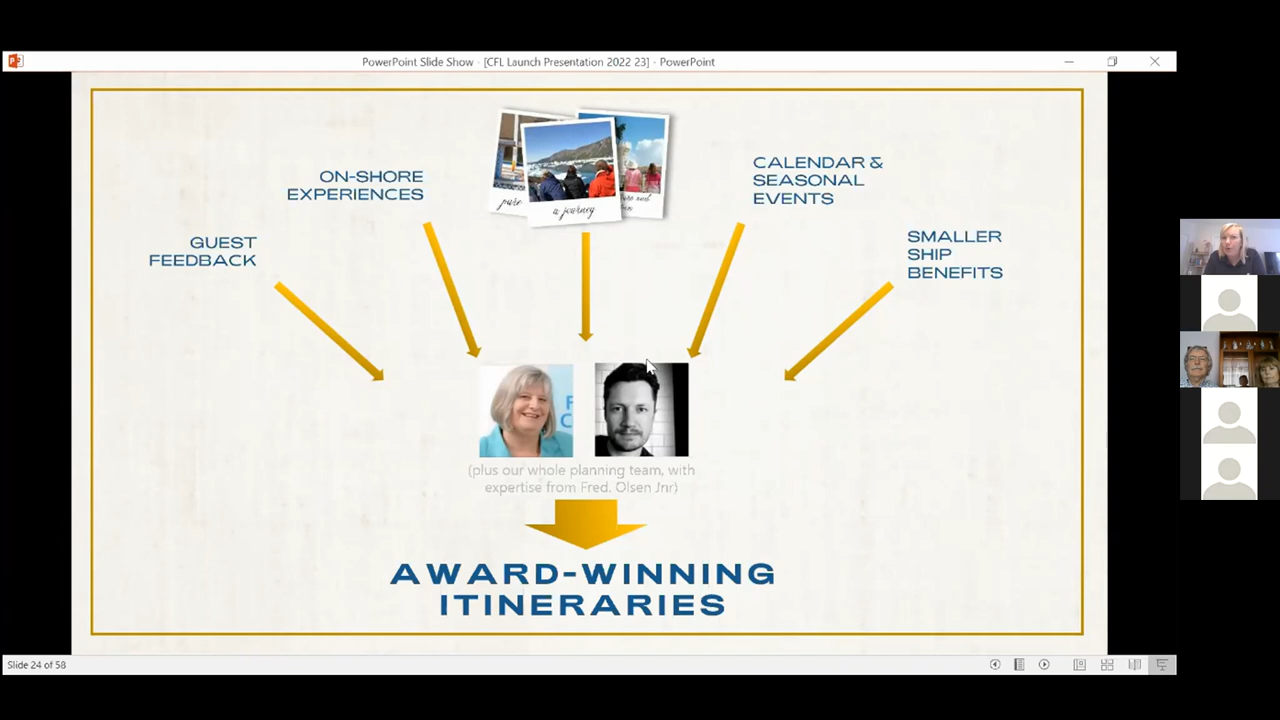 PowerPoint Slide Show - [CFL Launch Presentation 2022 23] - PowerPoint
ON-SHORE
EXPERIENCES
GUEST
FEEDBACK
pure
a journey
CALENDAR &
SEASONAL
EVENTS
SMALLER
SHIP
BENEFITS
(plus our whole planning team, with
expertise from Fred. Olsen Jnr)
AWARD-WINNING
ITINERARIES
Slide 24 of 58